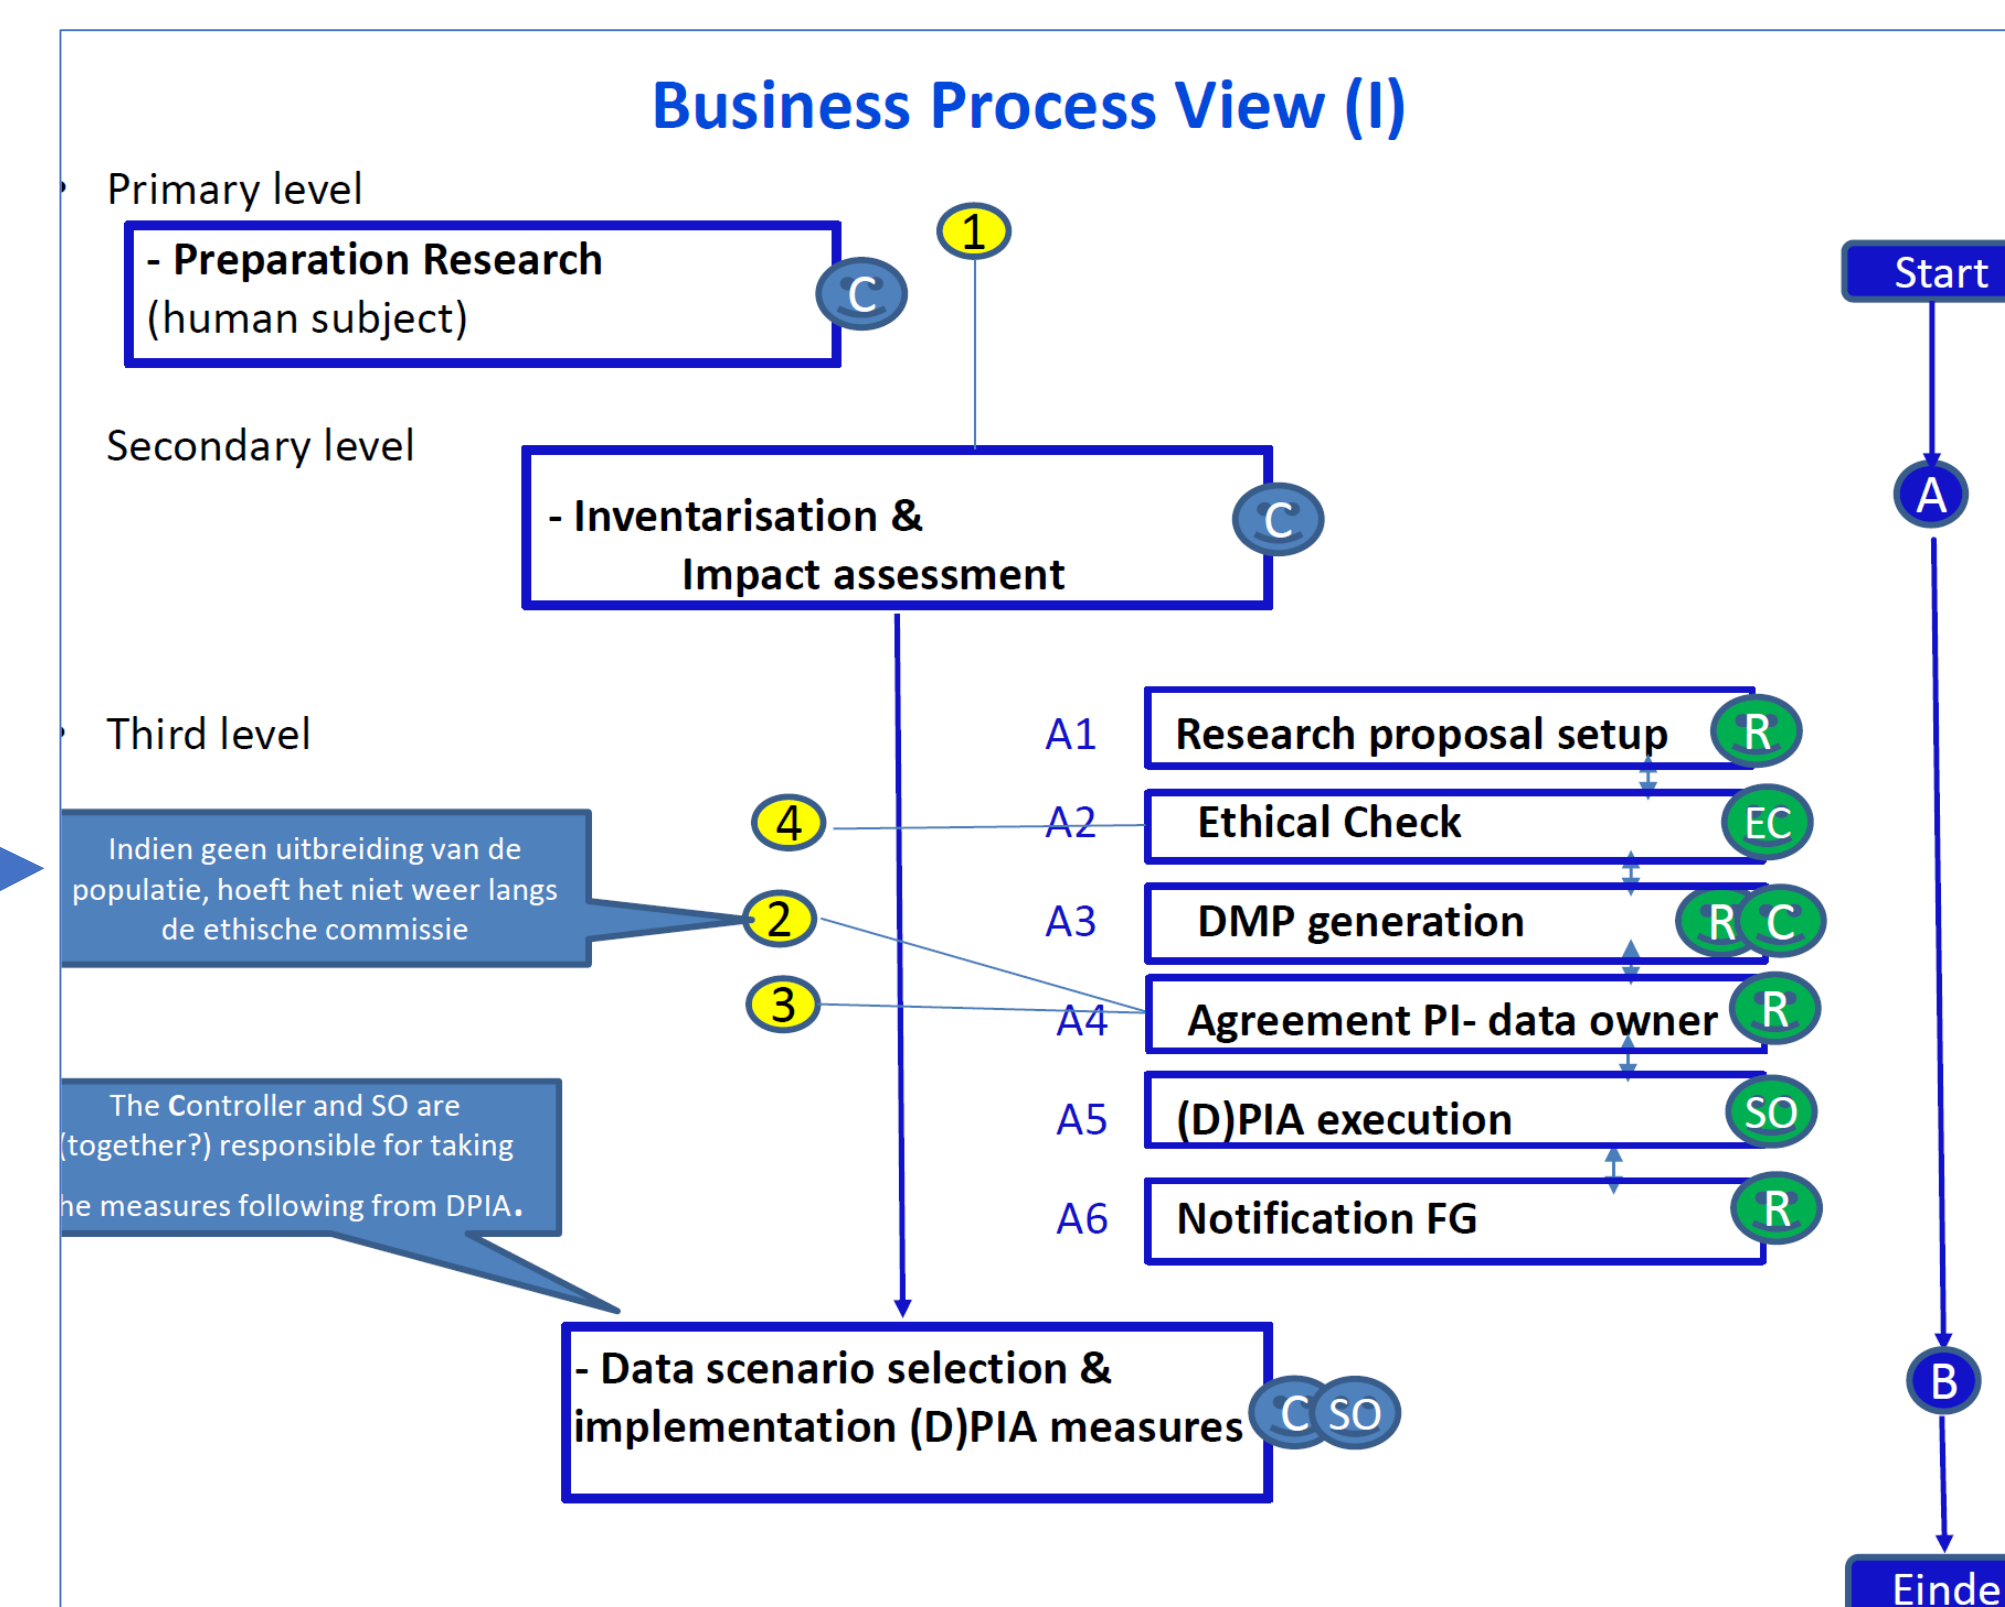 Business Process View (I)
• Primary level
- Preparation Research
(human subject)
C
1
Start
Secondary level
- Inventarisation &
Impact assessment
C
A
• Third level
A1 Research proposal setup R
4 A2 Ethical Check EC
Indien geen uitbreiding van de
populatie, hoeft het niet weer langs
de ethische commissie
2 A3 DMP generation R C
3 A4 Agreement PI- data owner R
The Controller and SO are
(together?) responsible for taking
he measures following from DPIA.
A5 (D)PIA execution SO
A6 Notification FG R
- Data scenario selection &
implementation (D)PIA measures
C SO
B
Einde